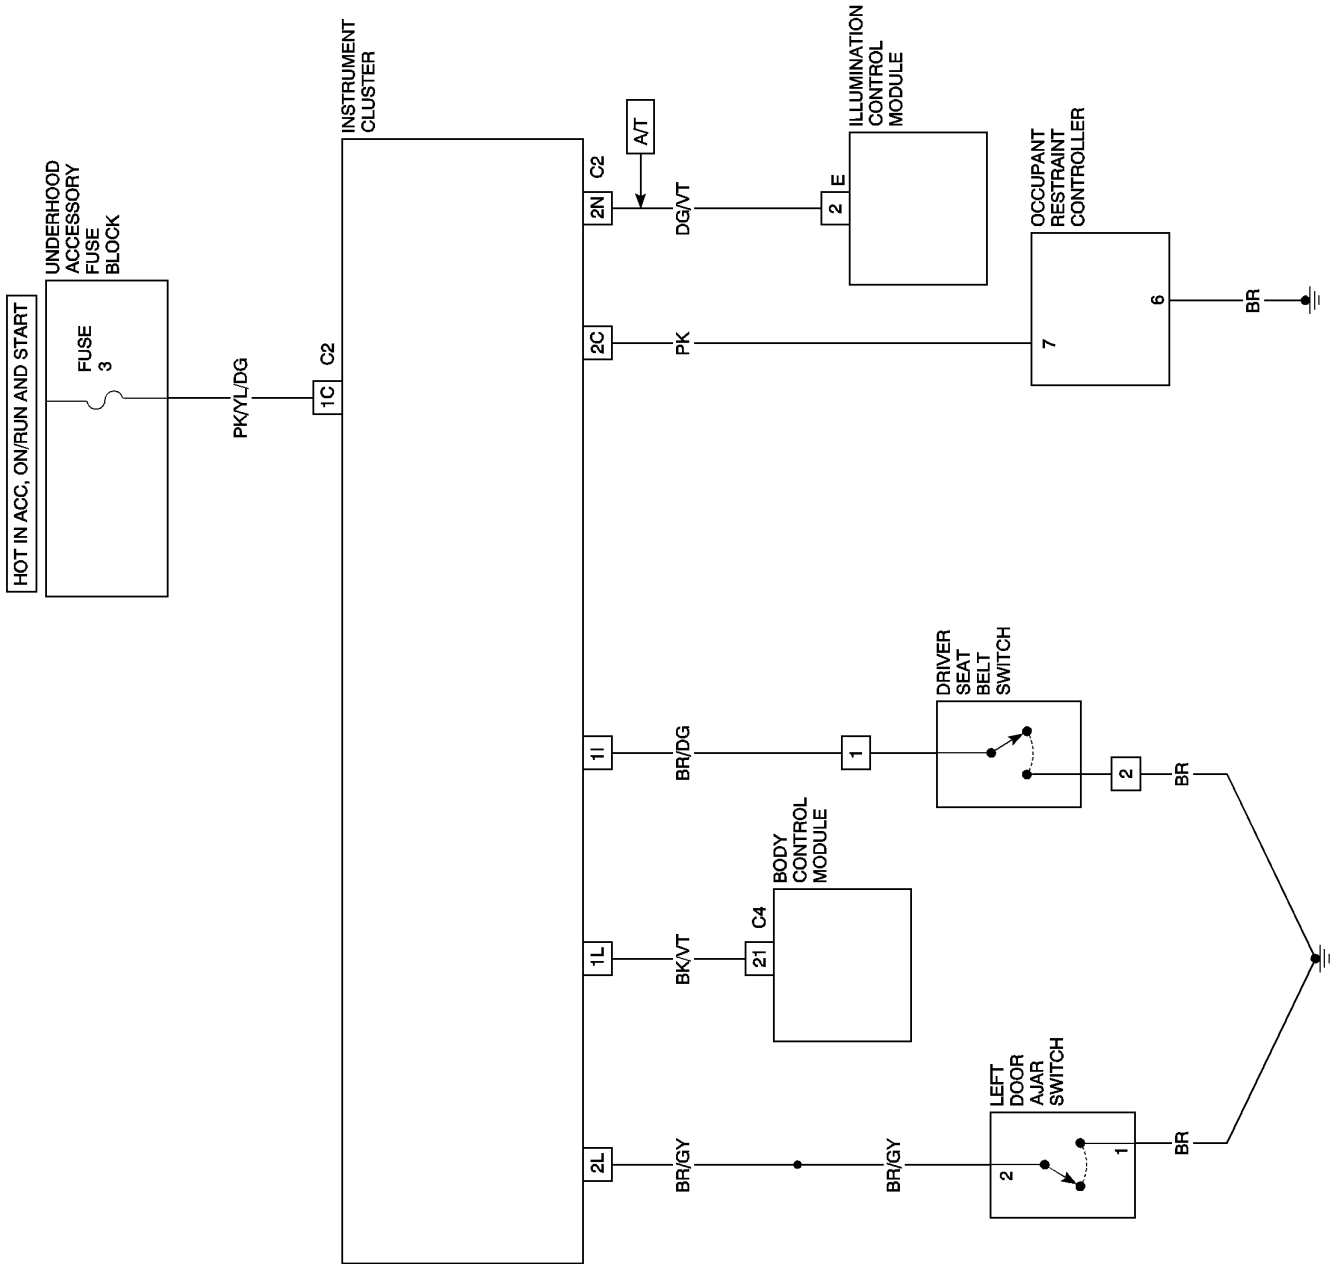 HOT IN ACC, ON/RUN AND START
UNDERHOOD
ACCESSORY
FUSE
BLOCK
FUSE
3
PK/YL/DG
1C
C2
INSTRUMENT
CLUSTER
2L
1L
1I
2C
2N
C2
A/T
BR/GY
BK/VT
BR/DG
PK
DG/VT
21
C4
BODY
CONTROL
MODULE
1
2
E
ILLUMINATION
CONTROL
MODULE
BR/GY
DRIVER
SEAT
BELT
SWITCH
LEFT
DOOR
AJAR
SWITCH
2
1
OCCUPANT
RESTRAINT
CONTROLLER
7
6
2
BR
BR
BR